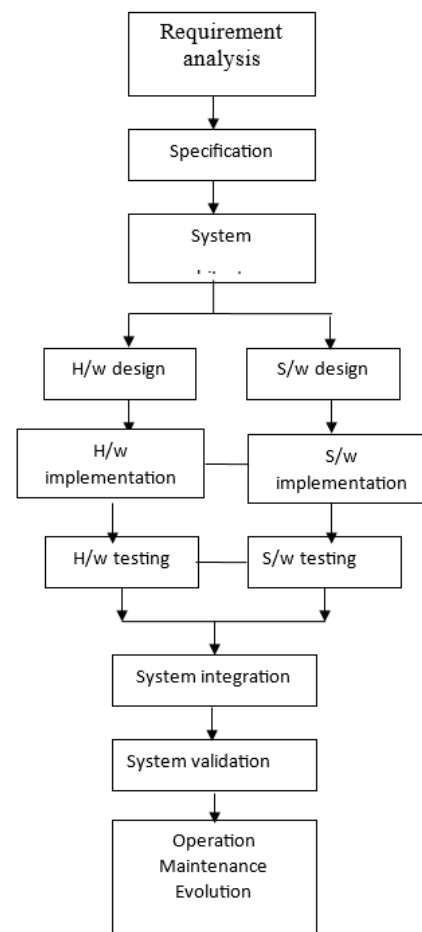 Requirement
analysis
Specification
System
H/w design
S/w design
H/w
implementation
S/w
implementation
H/w testing
S/w testing
System integration
System validation
Operation
Maintenance
Evolution